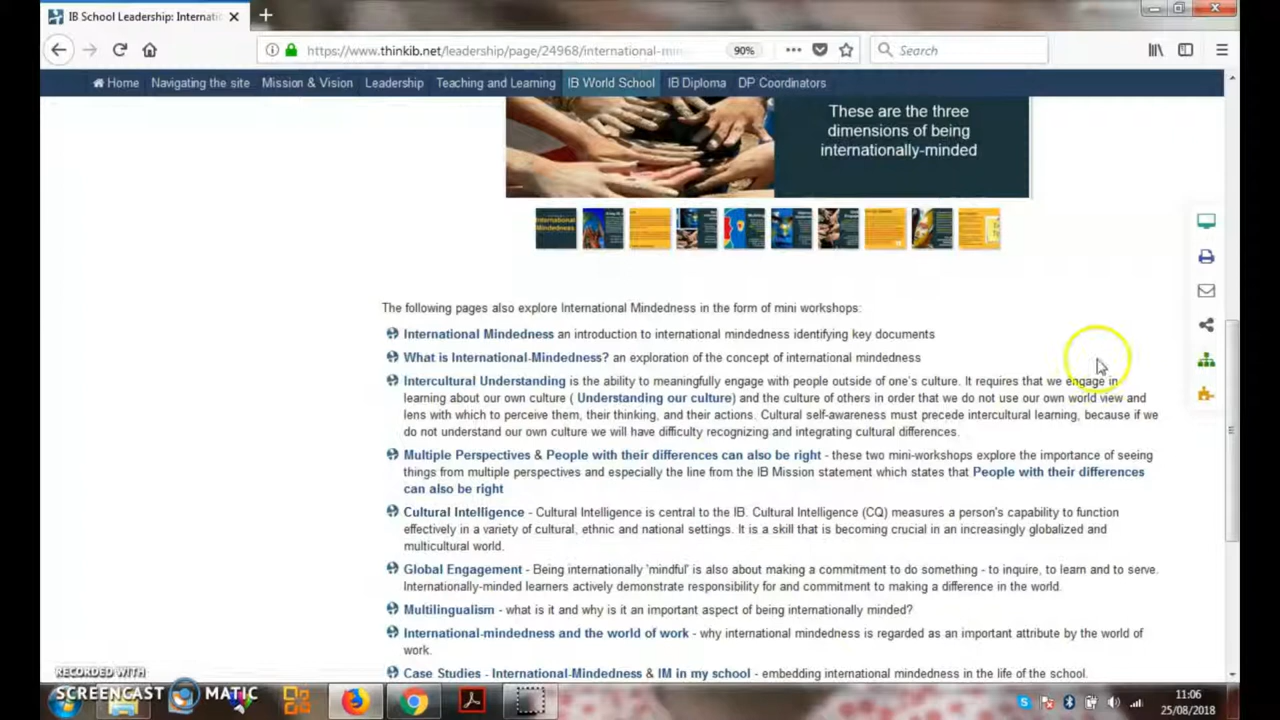 IB School Leadership: Internati
https://www.thinkib.net/leadership/page/24968/international-min
90%
Search
Home Navigating the site Mission & Vision Leadership Teaching and Learning IB World School IB Diploma DP Coordinators
These are the three
dimensions of being
internationally-minded
The following pages also explore International Mindedness in the form of mini workshops:
International Mindedness an introduction to international mindedness identifying key documents
What is International-Mindedness? an exploration of the concept of international mindedness
Intercultural Understanding is the ability to meaningfully engage with people outside of one's culture. It requires that we engage in
learning about our own culture ( Understanding our culture) and the culture of others in order that we do not use our own world view and
lens with which to perceive them, their thinking, and their actions. Cultural self-awareness must precede intercultural learning, because if we
do not understand our own culture we will have difficulty recognizing and integrating cultural differences.
Multiple Perspectives & People with their differences can also be right - these two mini-workshops explore the importance of seeing
things from multiple perspectives and especially the line from the IB Mission statement which states that People with their differences
can also be right
Cultural Intelligence - Cultural Intelligence is central to the IB. Cultural Intelligence (CQ) measures a person's capability to function
effectively in a variety of cultural, ethnic and national settings. It is a skill that is becoming crucial in an increasingly globalized and
multicultural world.
Global Engagement - Being internationally 'mindful' is also about making a commitment to do something - to inquire, to learn and to serve.
Internationally-minded learners actively demonstrate responsibility for and commitment to making a difference in the world.
Multilingualism - what is it and why is it an important aspect of being internationally minded?
International-mindedness and the world of work - why international mindedness is regarded as an important attribute by the world of
work.
Case Studies - International-Mindedness & IM in my school - embedding international mindedness in the life of the school.
RECORDED WITH
SCREENCAST MATIC
11:06
25/08/2018